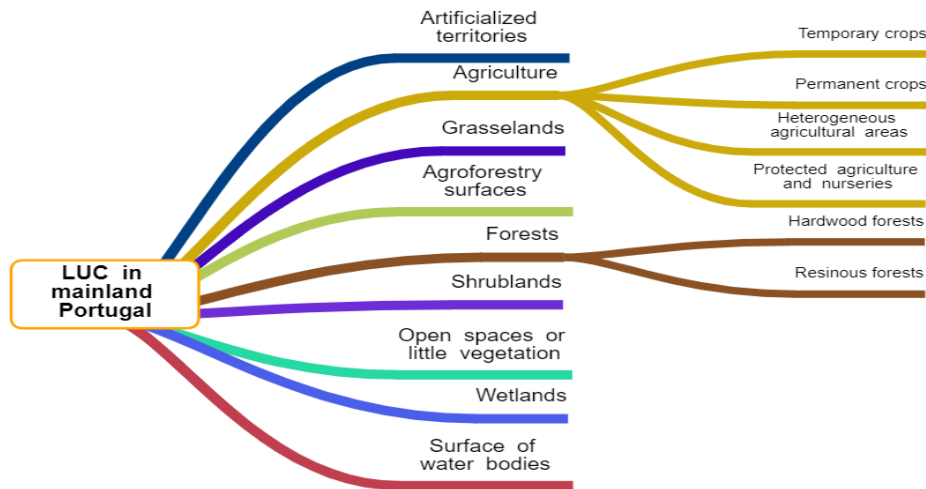 LUC in
mainland
Portugal
Artificialized
territories
Agriculture
Temporary crops
Permanent crops
Heterogeneous
agricultural areas
Protected agriculture
and nurseries
Grasselands
Agroforestry
surfaces
Forests
Hardwood forests
Resinous forests
Shrublands
Open spaces or
little vegetation
Wetlands
Surface of
water bodies